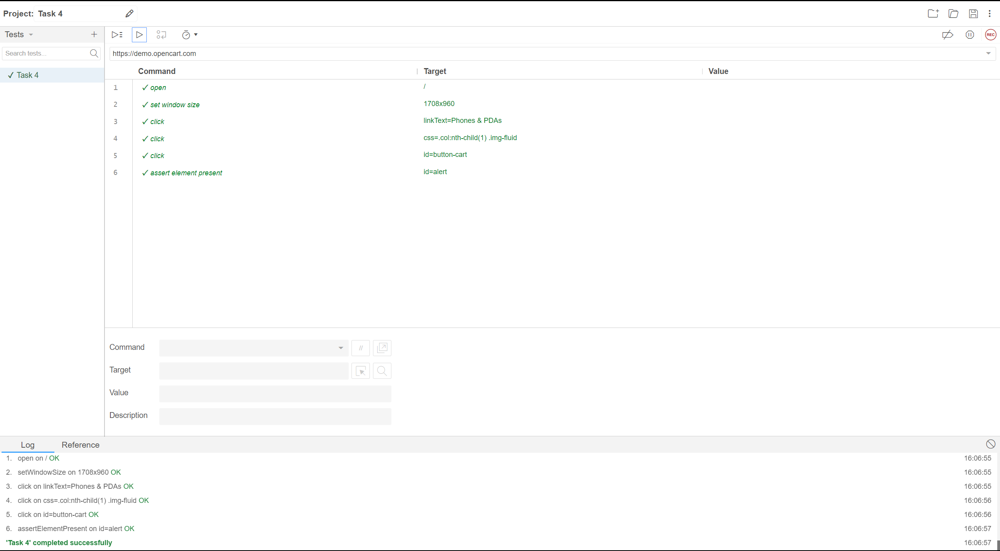 Project: Task 4
Tests
REC
Search tests...
https://demo.opencart.com
Command Target Value
✓ Task 4
1 ✓ open /
2 ✓ set window size 1708x960
3 ✓ click linkText=Phones & PDAs
4 ✓ click css=.col:nth-child(1) .img-fluid
5 ✓ click id=button-cart
6 ✓ assert element present id=alert
Command //
Target
Value
Description
Log Reference
1. open on / OK 16:06:55
2. setWindowSize on 1708x960 OK 16:06:55
3. click on linkText=Phones & PDAs OK 16:06:55
4. click on css=.col:nth-child(1) .img-fluid OK 16:06:56
5. click on id=button-cart OK 16:06:56
6. assertElementPresent on id=alert OK 16:06:57
'Task 4' completed successfully 16:06:57